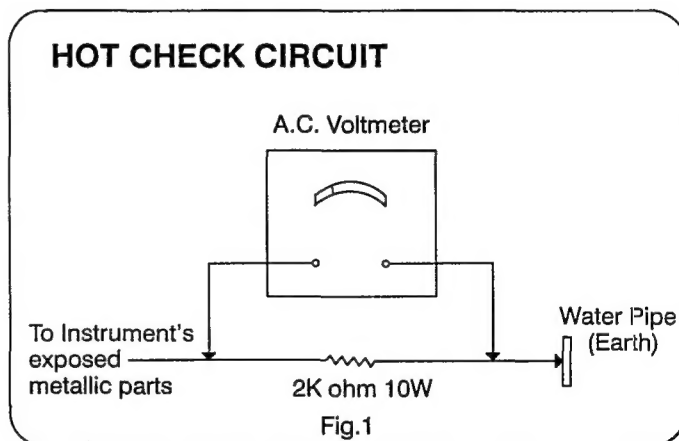 HOT CHECK CIRCUIT
A.C. Voltmeter
To Instrument's
exposed
metallic parts
Water Pipe
(Earth)
2K ohm 10W
Fig.1